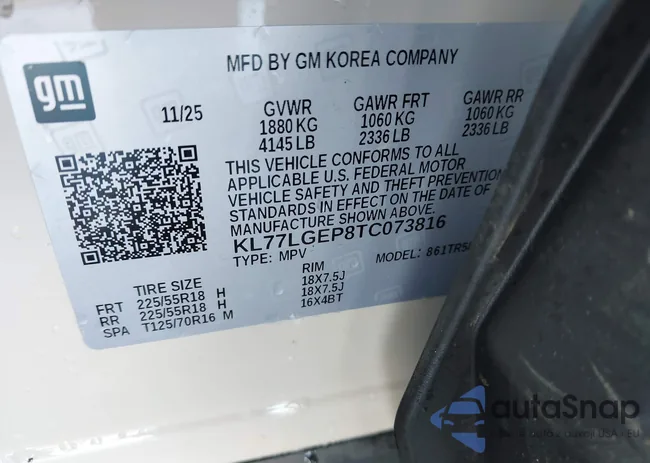 gm
MFD BY GM KOREA COMPANY
11/25 GVWR GAWR FRT GAWR RR
1880 KG 1060 KG 1060 KG
4145 LB 2336 LB 2336 LB
THIS VEHICLE CONFORMS TO ALL
APPLICABLE U.S. FEDERAL MOTOR
VEHICLE SAFETY AND THEFT PREVENTION
STANDARDS IN EFFECT ON THE DATE OF
MANUFACTURE SHOWN ABOVE.
KL77LGEP8TC073816
TYPE: MPV MODEL: 861TR5
TIRE SIZE RIM
FRT 225/55R18 H 18X7.5J
RR 225/55R18 H 18X7.5J
SPA T125/70R16 M 16X4BT
autoSnap